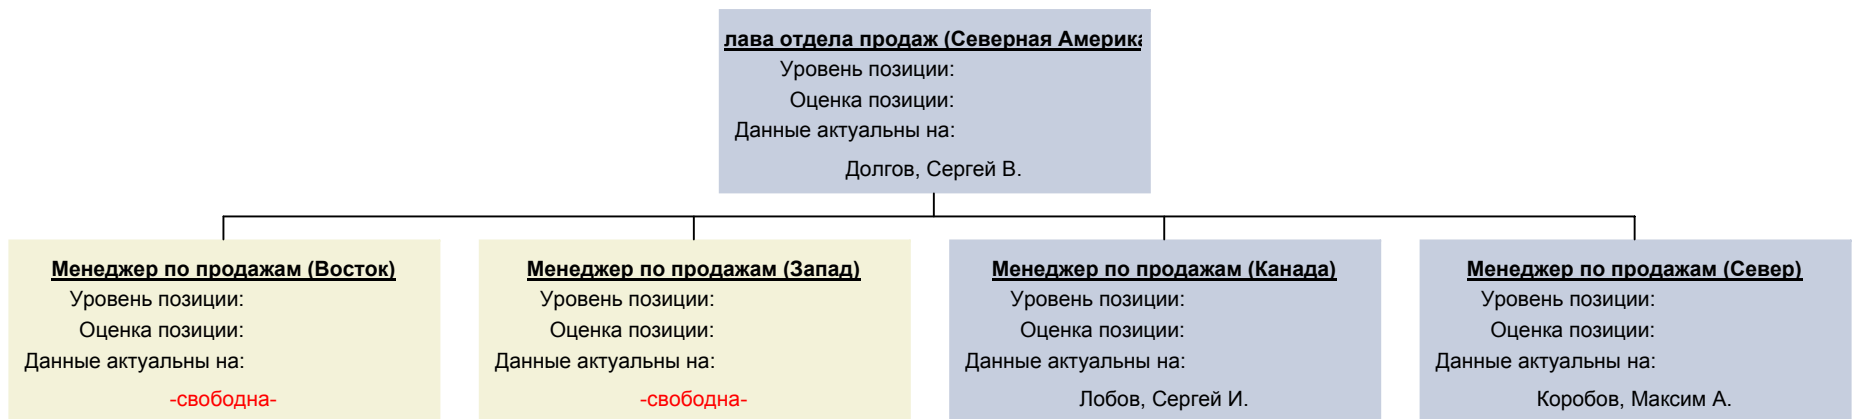 лава отдела продаж (Северная Америка
Уровень позиции:
Оценка позиции:
Данные актуальны на:
Долгов, Сергей В.
Менеджер по продажам (Восток)
Уровень позиции:
Оценка позиции:
Данные актуальны на:
-свободна-
Менеджер по продажам (Запад)
Уровень позиции:
Оценка позиции:
Данные актуальны на:
-свободна-
Менеджер по продажам (Канада)
Уровень позиции:
Оценка позиции:
Данные актуальны на:
Лобов, Сергей И.
Менеджер по продажам (Север)
Уровень позиции:
Оценка позиции:
Данные актуальны на:
Коробов, Максим А.